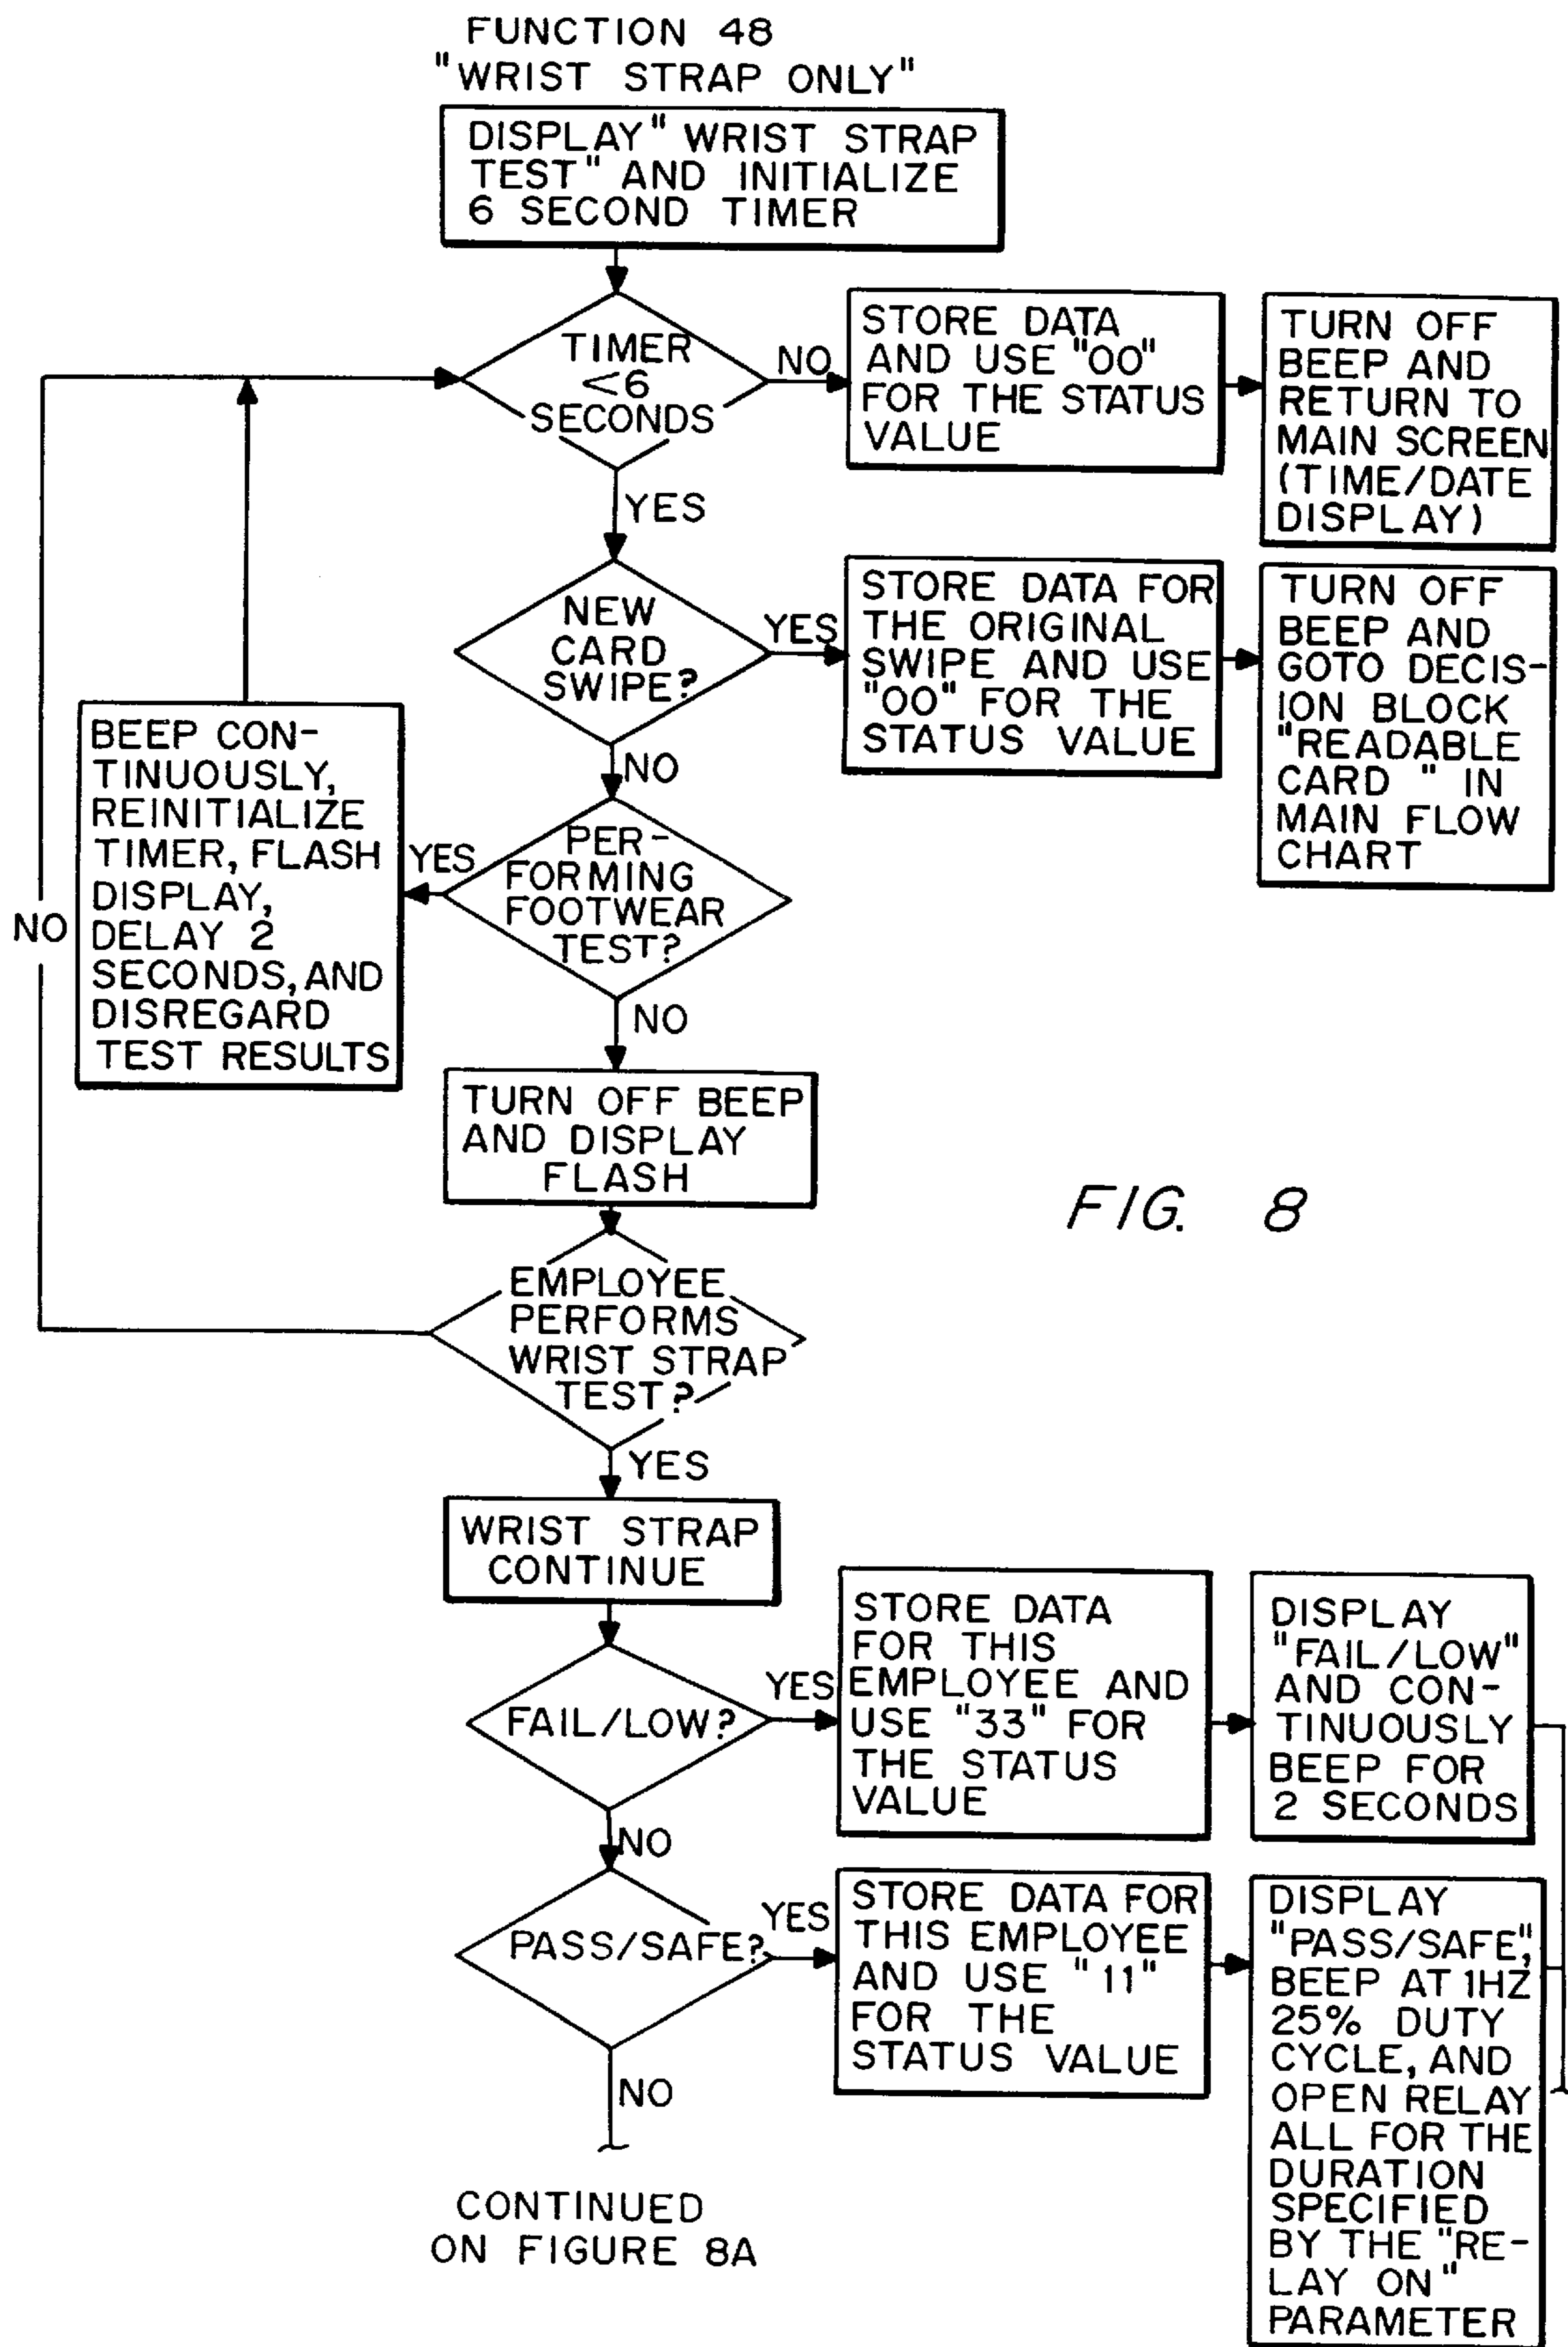 FUNCTION 48
"WRIST STRAP ONLY"
DISPLAY" WRIST STRAP
TEST" AND INITIALIZE
6 SECOND TIMER
TIMER
<6
SECONDS
NO
STORE DATA
AND USE "00"
FOR THE STATUS
VALUE
TURN OFF
BEEP AND
RETURN TO
MAIN SCREEN
(TIME/DATE
DISPLAY)
YES
NEW
CARD
SWIPE?
YES
STORE DATA FOR
THE ORIGINAL
SWIPE AND USE
"00" FOR THE
STATUS VALUE
TURN OFF
BEEP AND
GOTO DECIS-
ION BLOCK
"READABLE
CARD " IN
MAIN FLOW
CHART
NO
PER-
FORMING
FOOTWEAR
TEST?
YES
BEEP CON-
TINUOUSLY,
REINITIALIZE
TIMER, FLASH
DISPLAY,
DELAY 2
SECONDS, AND
DISREGARD
TEST RESULTS
NO
NO
TURN OFF BEEP
AND DISPLAY
FLASH
FIG. 8
EMPLOYEE
PERFORMS
WRIST STRAP
TEST?
YES
WRIST STRAP
CONTINUE
FAIL/LOW?
YES
STORE DATA
FOR THIS
EMPLOYEE AND
USE "33" FOR
THE STATUS
VALUE
DISPLAY
"FAIL/LOW"
AND CON-
TINUOUSLY
BEEP FOR
2 SECONDS
NO
PASS/SAFE?
YES
STORE DATA FOR
THIS EMPLOYEE
AND USE "11"
FOR THE
STATUS VALUE
DISPLAY
"PASS/SAFE",
BEEP AT 1HZ
25% DUTY
CYCLE, AND
OPEN RELAY
ALL FOR THE
DURATION
SPECIFIED
BY THE "RE-
LAY ON"
PARAMETER
NO
CONTINUED
ON FIGURE 8A